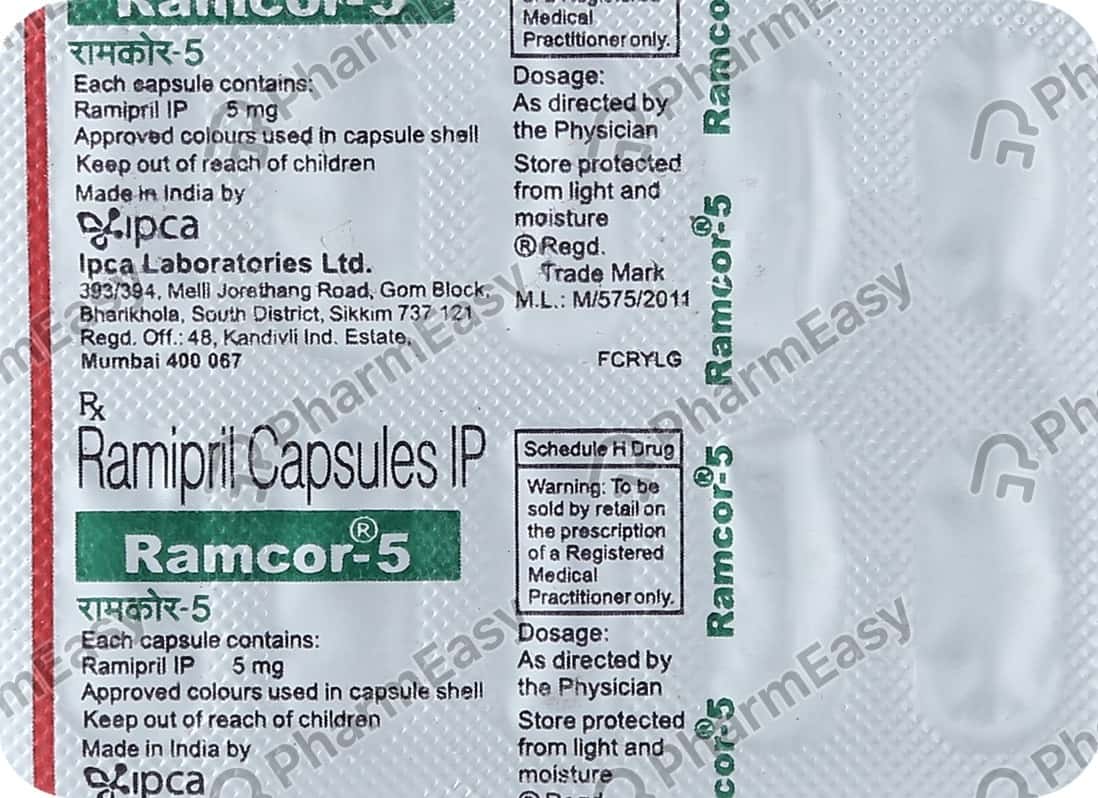 Ramcor-5
रामकोर-5
Each capsule contains:
Ramipril IP 5 mg
Approved colours used in capsule shell
Keep out of reach of children
Made in India by
ipca
Ipca Laboratories Ltd.
393/394, Melli Jorethang Road, Gom Block,
Bharikhola, South District, Sikkim 737 121
Regd. Off.: 48, Kandivli Ind. Estate,
Mumbai 400 067
Medical
Practitioner only.
Dosage:
As directed by
the Physician
Store protected
from light and
moisture
® Regd.
Trade Mark
M.L.: M/575/2011
FCRYLG
Rx
Ramipril Capsules IP
Ramcor®-5
रामकोर-5
Each capsule contains:
Ramipril IP 5 mg
Approved colours used in capsule shell
Keep out of reach of children
Made in India by
ipca
Schedule H Drug
Warning: To be
sold by retail on
the prescription
of a Registered
Medical
Practitioner only.
Dosage:
As directed by
the Physician
Store protected
from light and
moisture
® Regd.
Ramco
Ramcor®-5
Ramcor®-5
cor®-5
PharmEasy
PharmEasy
PharmEasy
PharmEasy